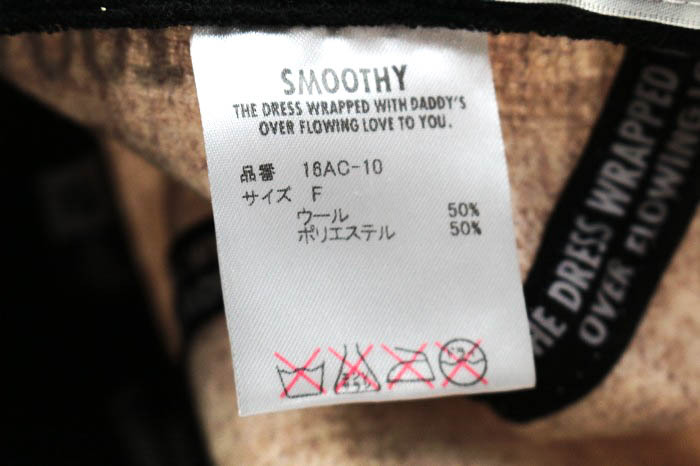 SMOOTHY
THE DRESS WRAPPED WITH DADDY'S
OVER FLOWING LOVE TO YOU.
品番 16AC-10
サイズ F
ウール 50%
ポリエステル 50%
THE DRESS WRAPPED
OVER FLOWING